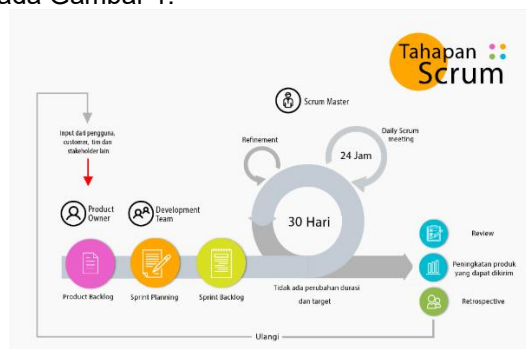 ada Gambar 1.
Tahapan
Scrum
Scrum Master
Input dari pengguna,
customer, tim dan
stakeholder lain
Refinement
Daily Scrum
meeting
24 Jam
Product
Owner
Development
Team
30 Hari
Review
Peningkatan produk
yang dapat dikirim
Retrospective
Product Backlog
Sprint Planning
Sprint Backlog
Tidak ada perubahan durasi
dan target
Ulangi